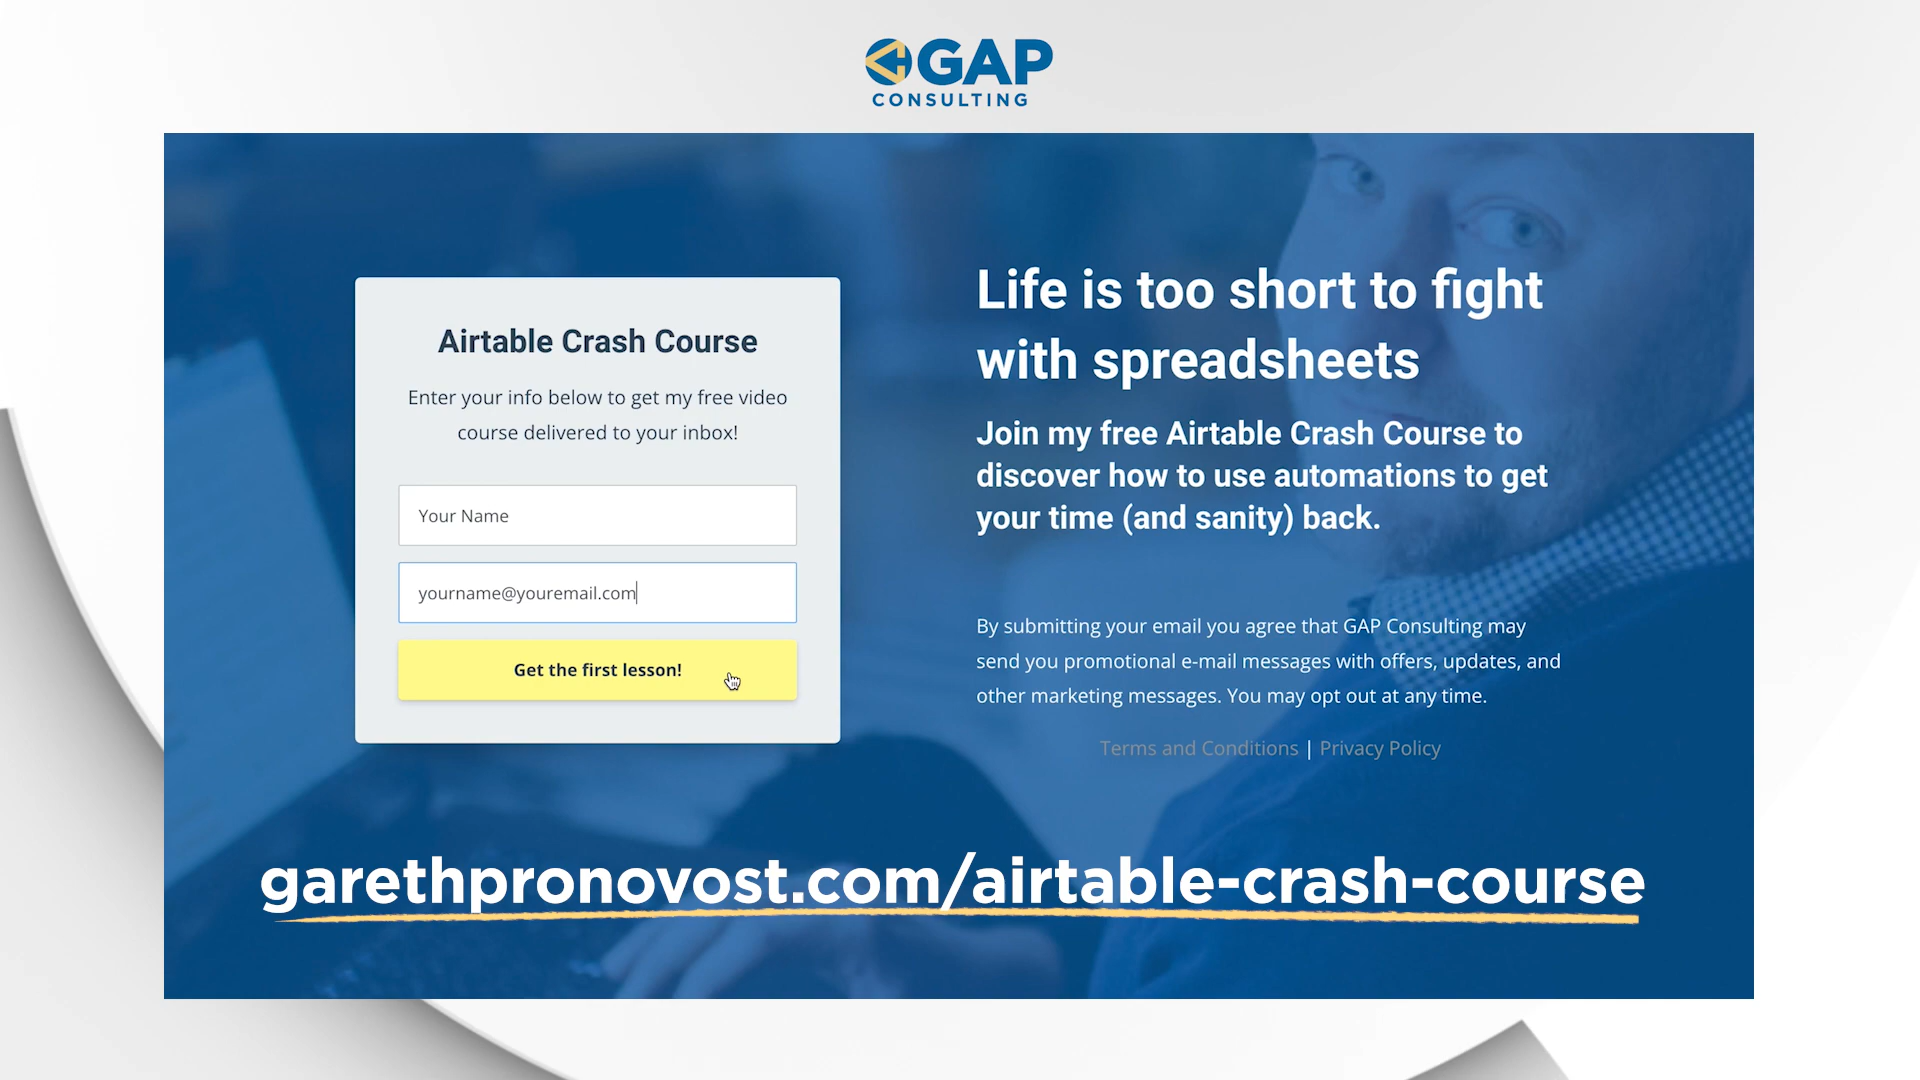 GAP
CONSULTING
Airtable Crash Course
Enter your info below to get my free video
course delivered to your inbox!
Your Name
yourname@youremail.com
Get the first lesson!
Life is too short to fight
with spreadsheets
Join my free Airtable Crash Course to
discover how to use automations to get
your time (and sanity) back.
By submitting your email you agree that GAP Consulting may
send you promotional e-mail messages with offers, updates, and
other marketing messages. You may opt out at any time.
Terms and Conditions | Privacy Policy
garethpronovost.com/airtable-crash-course